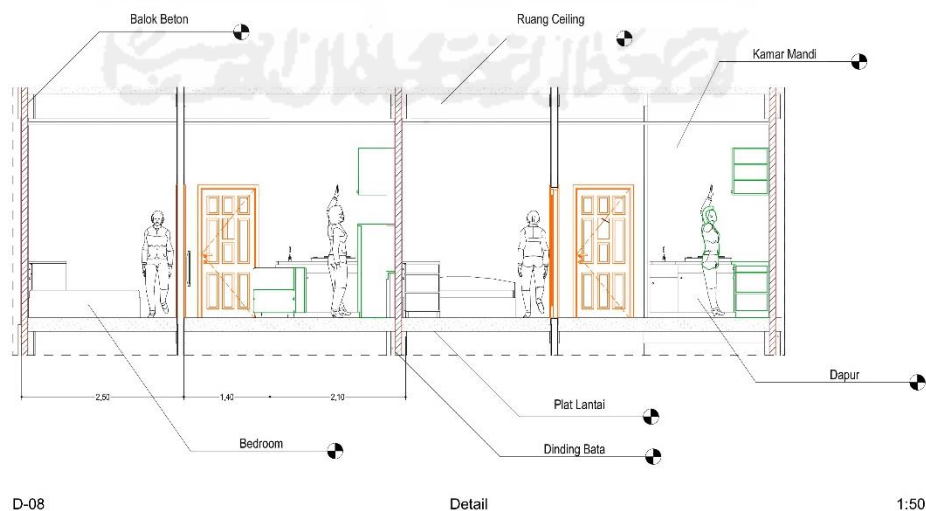 Balok Beton
Ruang Ceiling
Kamar Mandi
2,50
1,40
2,10
Dapur
Plat Lantai
Bedroom
Dinding Bata
D-08
Detail
1:50